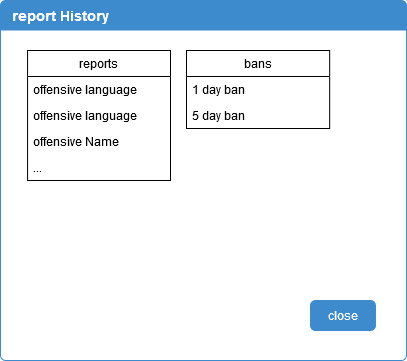 report History
reports
offensive language
offensive language
offensive Name
...
bans
1 day ban
5 day ban
close